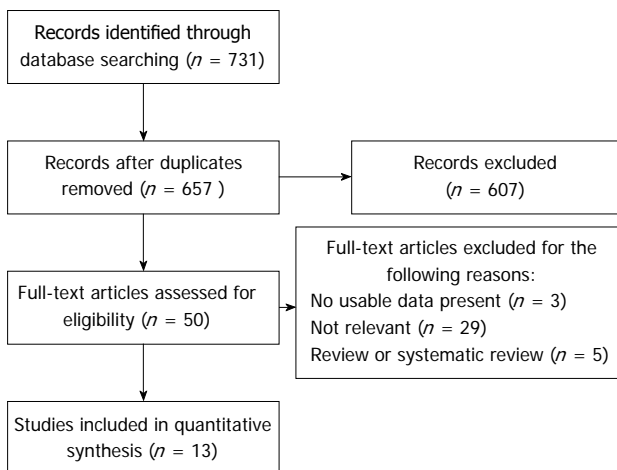 Records identified through
database searching (n = 731)
Records after duplicates
removed (n = 657 )
Records excluded
(n = 607)
Full-text articles assessed for
eligibility (n = 50)
Full-text articles excluded for the
following reasons:
No usable data present (n = 3)
Not relevant (n = 29)
Review or systematic review (n = 5)
Studies included in quantitative
synthesis (n = 13)